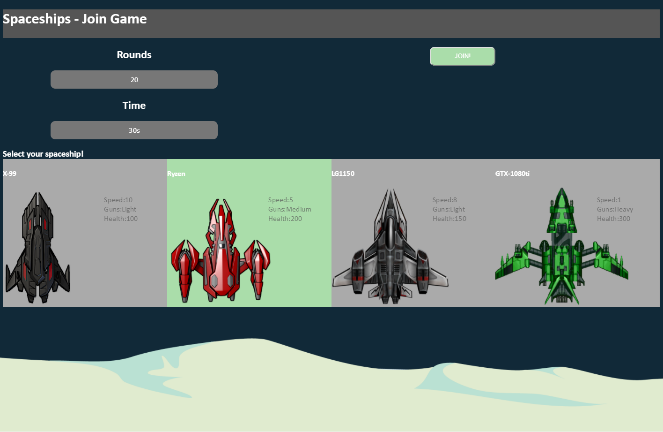 Spaceships - Join Game
Rounds
JOIN!
20
Time
30s
Select your spaceship!
X-99
Speed:10
Guns:Light
Health:100
Ryzen
Speed:5
Guns:Medium
Health:200
LG1150
Speed:8
Guns:Light
Health:150
GTX-1080ti
Speed:1
Guns:Heavy
Health:300